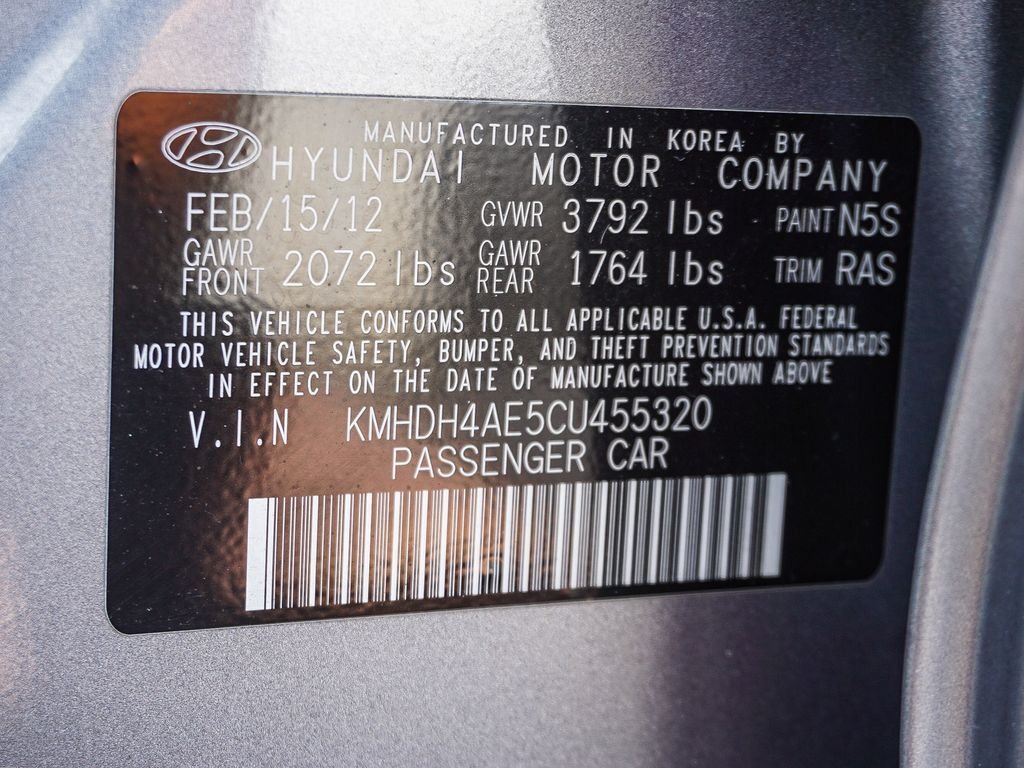 MANUFACTURED IN KOREA BY
HYUNDAI MOTOR COMPANY
FEB/15/12 GVWR 3792 lbs PAINT N5S
GAWR FRONT 2072 lbs GAWR REAR 1764 lbs TRIM RAS
THIS VEHICLE CONFORMS TO ALL APPLICABLE U.S.A. FEDERAL
MOTOR VEHICLE SAFETY, BUMPER, AND THEFT PREVENTION STANDARDS
IN EFFECT ON THE DATE OF MANUFACTURE SHOWN ABOVE
V.I.N KMHDH4AE5CU455320
PASSENGER CAR